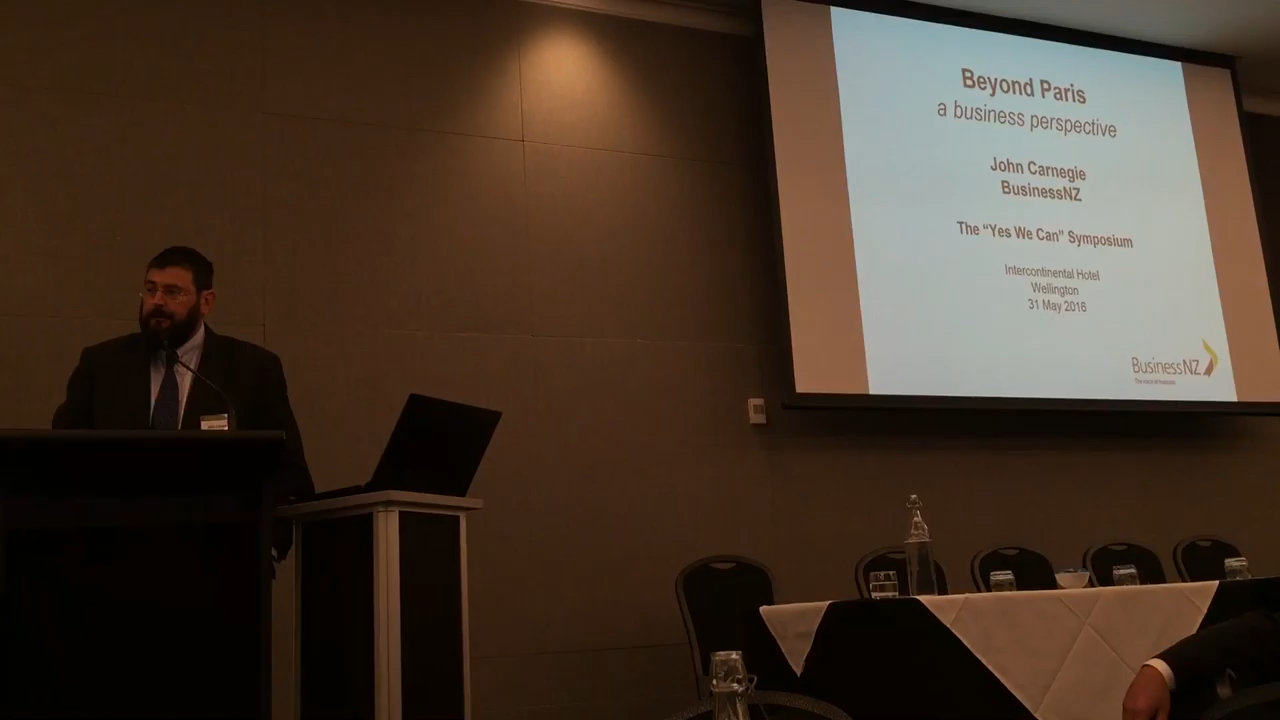 Beyond Paris
a business perspective
John Carnegie
BusinessNZ
The “Yes We Can” Symposium
Intercontinental Hotel
Wellington
31 May 2016
BusinessNZ